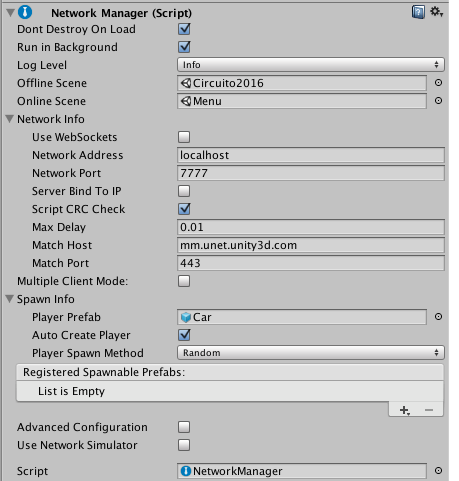 Network Manager (Script)
Dont Destroy On Load
Run in Background
Log Level Info
Offline Scene Circuito2016
Online Scene Menu
Network Info
Use WebSockets
Network Address localhost
Network Port 7777
Server Bind To IP
Script CRC Check
Max Delay 0.01
Match Host mm.unet.unity3d.com
Match Port 443
Multiple Client Mode:
Spawn Info
Player Prefab Car
Auto Create Player
Player Spawn Method Random
Registered Spawnable Prefabs:
List is Empty
Advanced Configuration
Use Network Simulator
Script NetworkManager